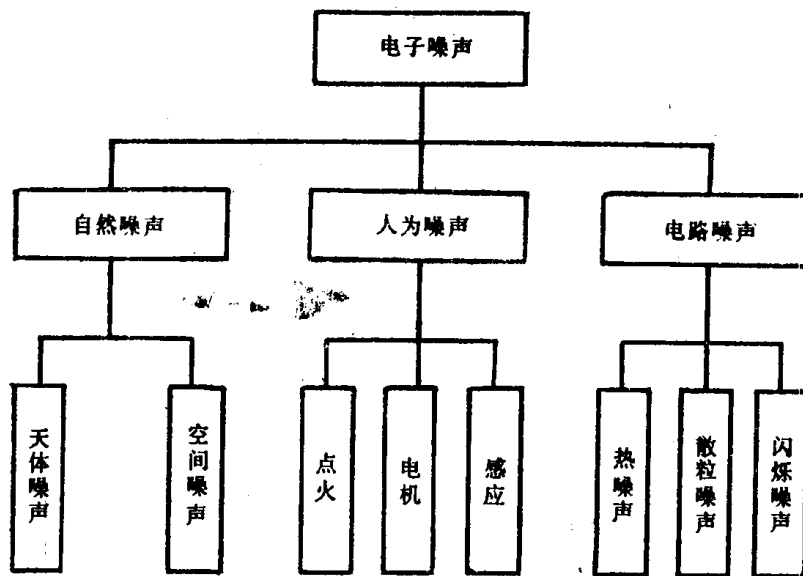 电子噪声
自然噪声
人为噪声
电路噪声
天体噪声
空间噪声
点火
电机
感应
热噪声
散粒噪声
闪烁噪声